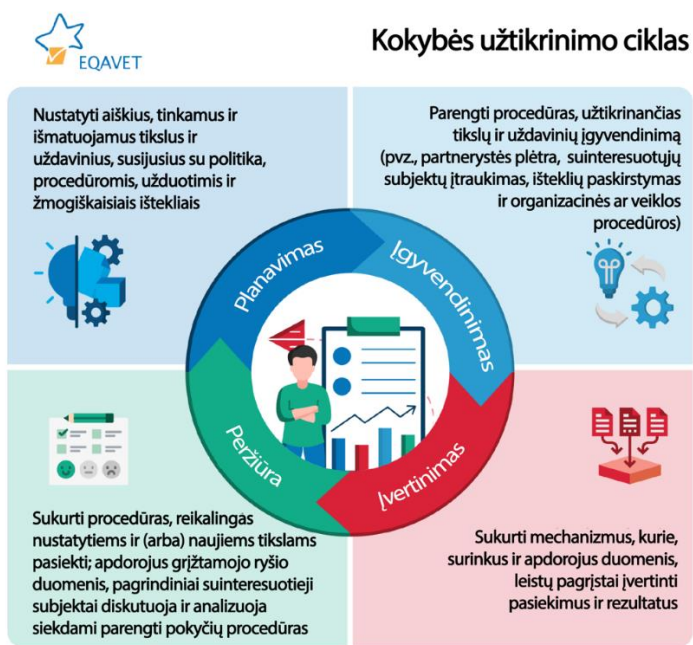 EQAVET
Kokybės užtikrinimo ciklas
Nustatyti aiškius, tinkamus ir
išmatuojamus tikslus ir
uždavinius, susijusius su politika,
procedūromis, užduotimis ir
žmogiškaisiais ištekliais
Parengti procedūras, užtikrinančias
tikslų ir uždavinių įgyvendinimą
(pvz., partnerystės plėtra, suinteresuotųjų
subjektų įtraukimas, išteklių paskirstymas
ir organizacinės ar veiklos
procedūros)
Planavimas
Įgyvendinimas
Peržiūra
Įvertinimas
Sukurti procedūras, reikalingas
nustatytiems ir (arba) naujiems tikslams
pasiekti; apdorojus grįžtamojo ryšio
duomenis, pagrindiniai suinteresuotieji
subjektai diskutuoja ir analizuoja
siekdami parengti pokyčių procedūras
Sukurti mechanizmus, kurie,
surinkus ir apdorojus duomenis,
leistų pagrįstai įvertinti
pasiekimus ir rezultatus